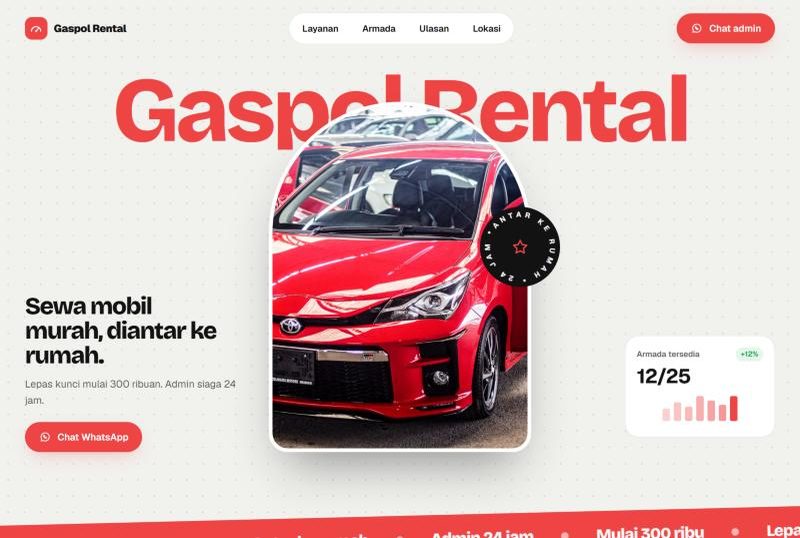 Gaspol Rental
Layanan Armada Ulasan Lokasi
Chat admin
Gaspol Rental
ANTAR KE RUMAH • 24 JAM •
Sewa mobil
murah, diantar ke
rumah.
Lepas kunci mulai 300 ribuan. Admin siaga 24
jam.
Chat WhatsApp
Armada tersedia
+12%
12/25
Admin 24 jam • Mulai 300 ribu • Lepa